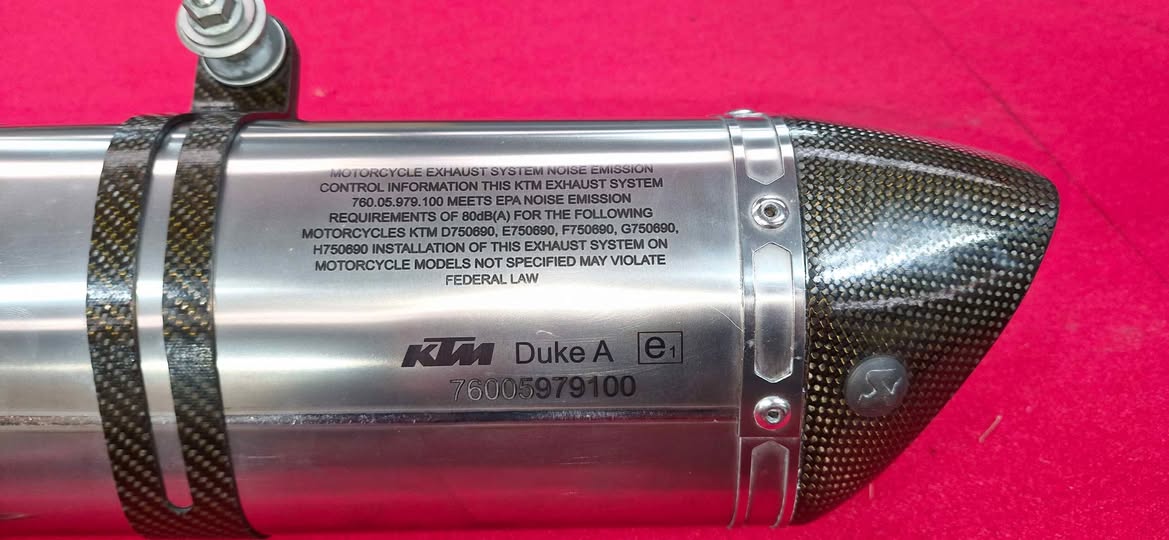 MOTORCYCLE EXHAUST SYSTEM NOISE EMISSION
CONTROL INFORMATION THIS KTM EXHAUST SYSTEM
760.05.979.100 MEETS EPA NOISE EMISSION
REQUIREMENTS OF 80dB(A) FOR THE FOLLOWING
MOTORCYCLES KTM D750690, E750690, F750690, G750690,
H750690 INSTALLATION OF THIS EXHAUST SYSTEM ON
MOTORCYCLE MODELS NOT SPECIFIED MAY VIOLATE
FEDERAL LAW
KTM Duke A e1
76005979100